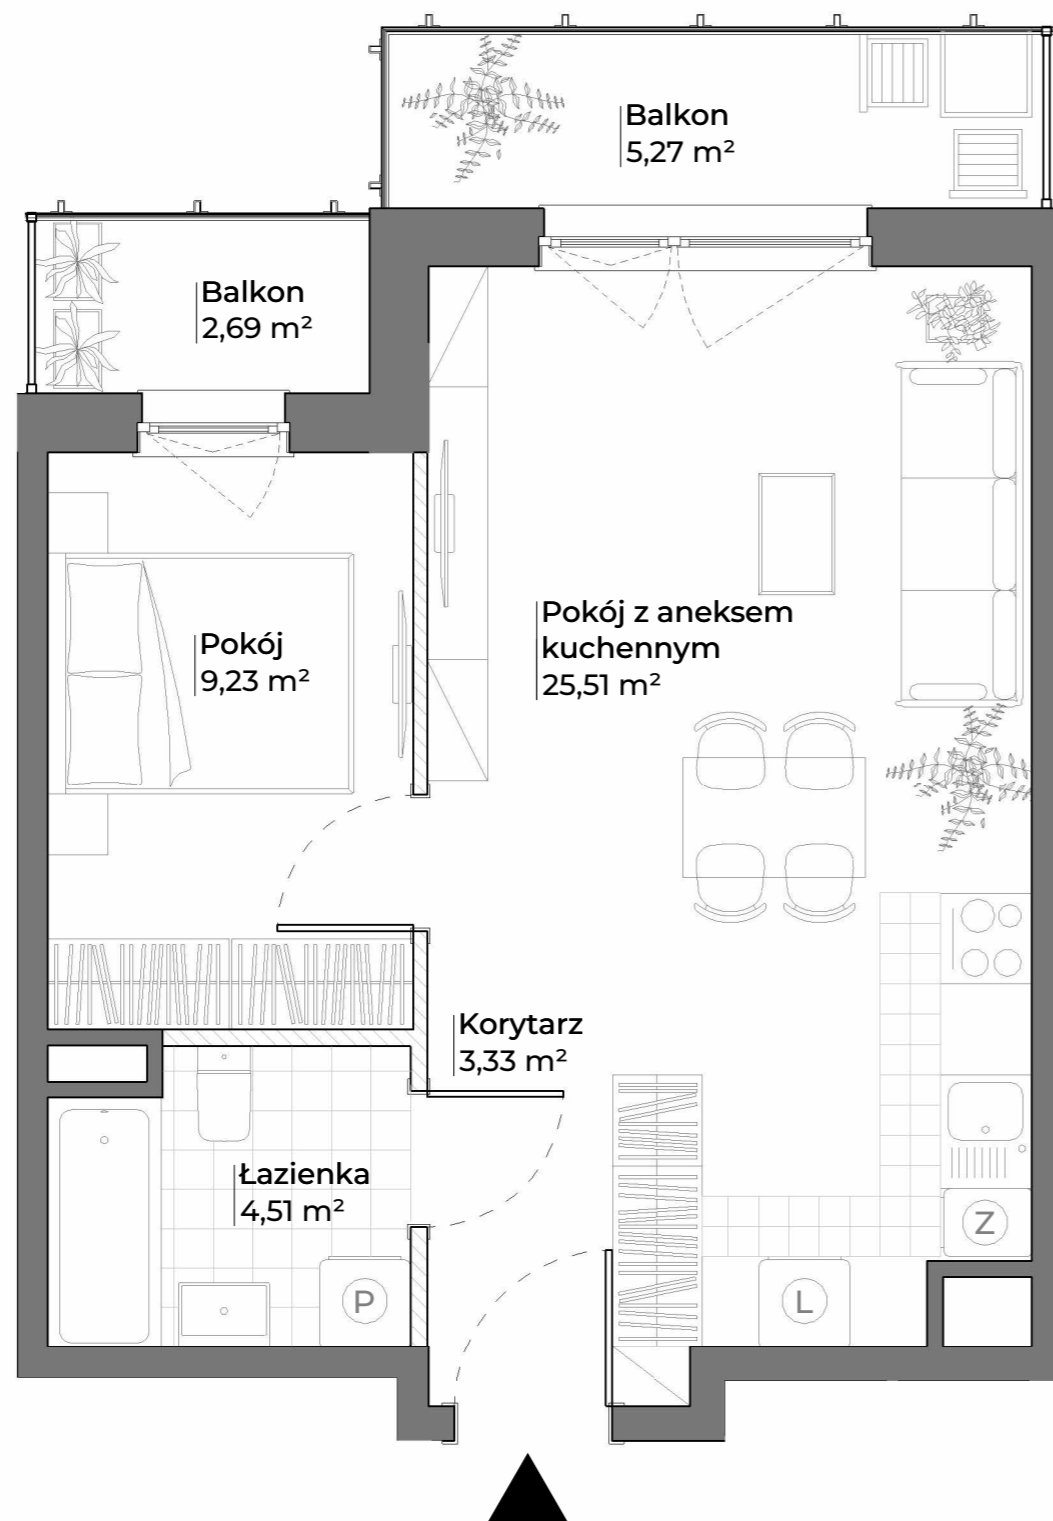 Balkon
5,27 m²
Balkon
2,69 m²
Pokój
9,23 m²
Pokój z aneksem
kuchennym
25,51 m²
Korytarz
3,33 m²
Łazienka
4,51 m²
Z
P
L